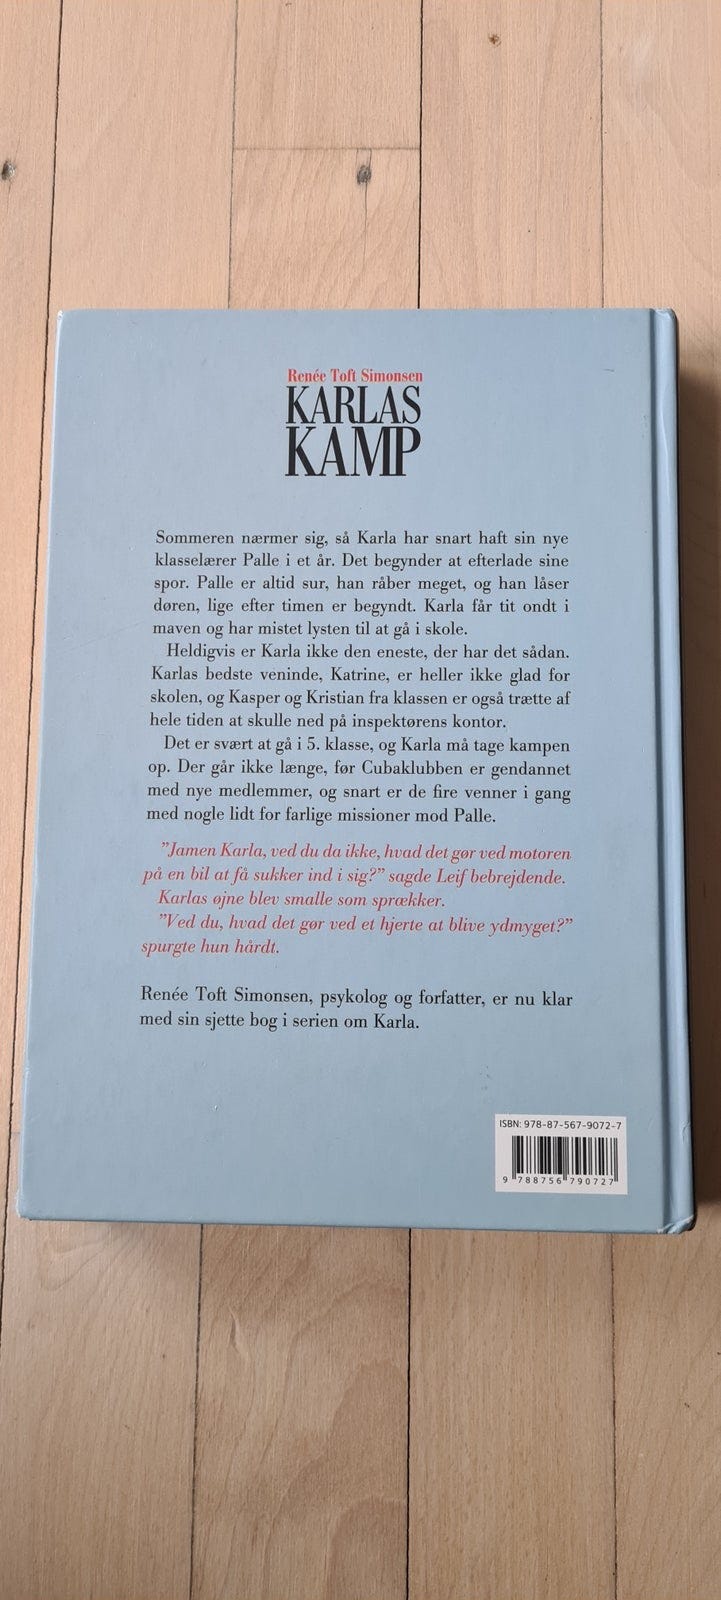 Renée Toft Simonsen
KARLAS
KAMP
Sommeren nærmer sig, så Karla har snart haft sin nye
klasselærer Palle i et år. Det begynder at efterlade sine
spor. Palle er altid sur, han råber meget, og han låser
døren, lige efter timen er begyndt. Karla får tit ondt i
maven og har mistet lysten til at gå i skole.
Heldigvis er Karla ikke den eneste, der har det sådan.
Karlas bedste veninde, Katrine, er heller ikke glad for
skolen, og Kasper og Kristian fra klassen er også trætte af
hele tiden at skulle ned på inspektørens kontor.
Det er svært at gå i 5. klasse, og Karla må tage kampen
op. Der går ikke længe, før Cubaklubben er gendannet
med nye medlemmer, og snart er de fire venner i gang
med nogle lidt for farlige missioner mod Palle.
”Jamen Karla, ved du da ikke, hvad det gør ved motoren
på en bil at få sukker ind i sig?” sagde Leif bebrejdende.
Karlas øjne blev smalle som sprækker.
”Ved du, hvad det gør ved et hjerte at blive ydmyget?”
spurgte hun hårdt.
Renée Toft Simonsen, psykolog og forfatter, er nu klar
med sin sjette bog i serien om Karla.
ISBN: 978-87-567-9072-7
9 788756 790727